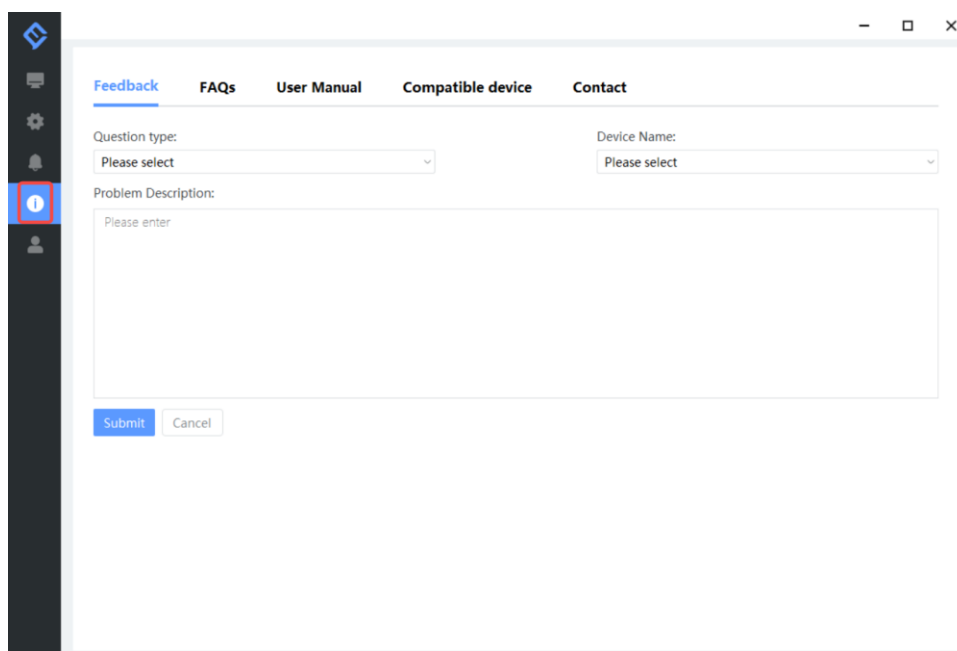 Feedback FAQs User Manual Compatible device Contact
Question type: Device Name:
Please select Please select
Problem Description:
Please enter
Submit Cancel